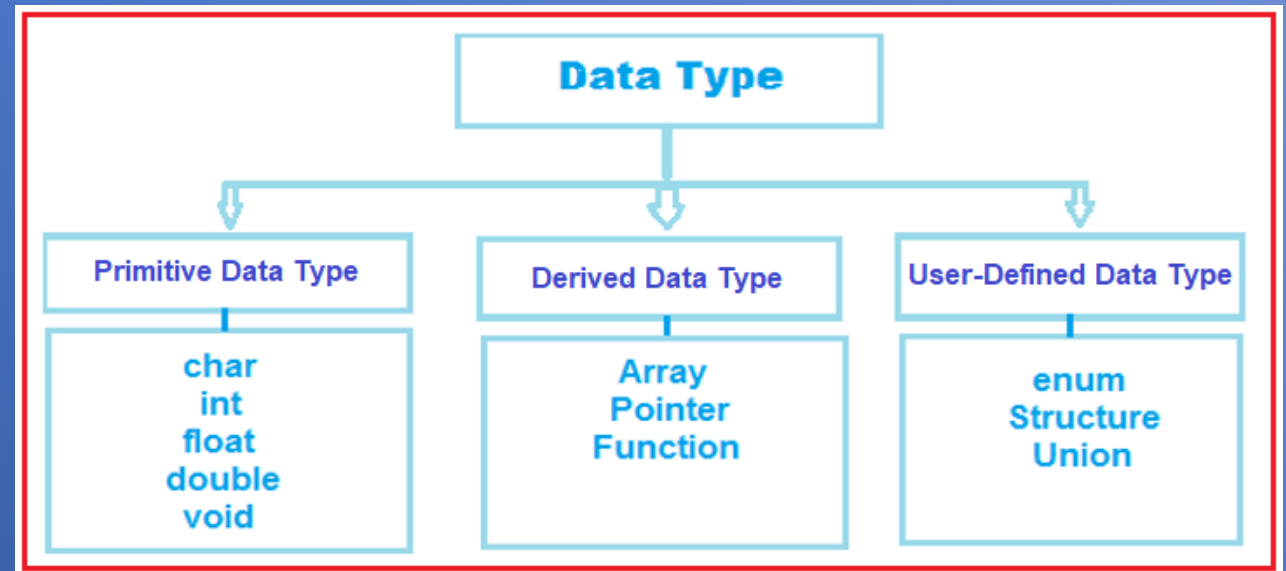 Data Type
Primitive Data Type
char
int
float
double
void
Derived Data Type
Array
Pointer
Function
User-Defined Data Type
enum
Structure
Union